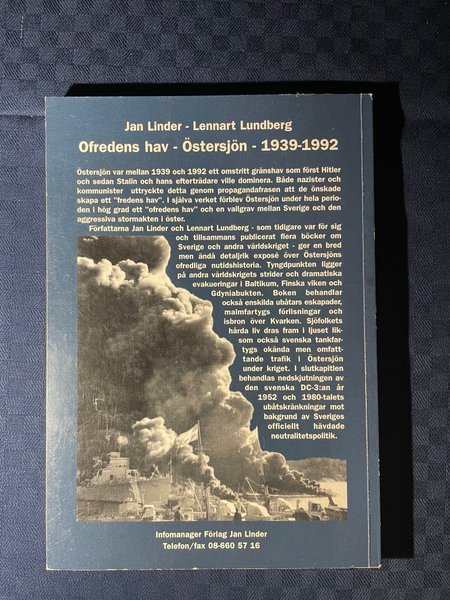 Jan Linder - Lennart Lundberg
Ofredens hav - Östersjön - 1939-1992
Östersjön var mellan 1939 och 1992 ett omstritt gränshav som först Hitler
och sedan Stalin och hans efterträdare ville dominera. Både nazister och
kommunister uttryckte detta genom propagandafrasen att de önskade
skapa ett "fredens hav". I själva verket förblev Östersjön under hela perio-
den i hög grad ett "ofredens hav" och en vallgrav mellan Sverige och den
aggressiva stormakten i öster.
Författarna Jan Linder och Lennart Lundberg - som tidigare var för sig
och tillsammans publicerat flera böcker om
Sverige och andra världskriget - ger en bred
men ändå detaljrik exposé över Östersjöns
ofredliga nutidshistoria. Tyngdpunkten ligger
på andra världskrigets strider och dramatiska
evakueringar i Baltikum, Finska viken och
Gdyniabukten. Boken behandlar
också enskilda ubåtars eskapader,
malmfartygs förlisningar och
isbron över Kvarken. Sjöfolkets
hårda liv dras fram i ljuset lik-
som också svenska tankfar-
tygs okända men omfatt-
tande trafik i Östersjön
under kriget. I slutkapitlen
behandlas nedskjutningen av
den svenska DC-3:an år
1952 och 1980-talets
ubåtskränkningar mot
bakgrund av Sveriges
officiellt hävdade
neutralitetspolitik.
Infomanager Förlag Jan Linder
Telefon/fax 08-660 57 16